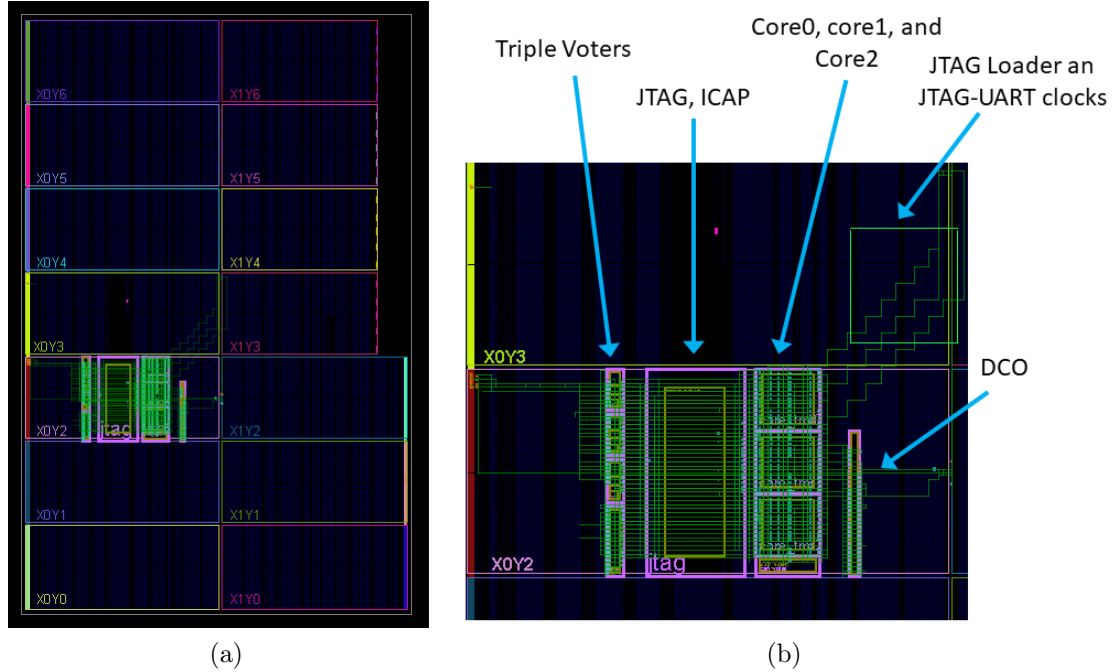 X0Y6
X1Y6
X0Y5
X1Y5
X0Y4
X1Y4
X0Y3
X1Y3
X0Y2
jtag
X1Y2
X0Y1
X1Y1
X0Y0
X1Y0
(a)
Triple Voters
JTAG, ICAP
Core0, core1, and
Core2
JTAG Loader an
JTAG-UART clocks
DCO
X0Y3
X0Y2
jtag
(b)